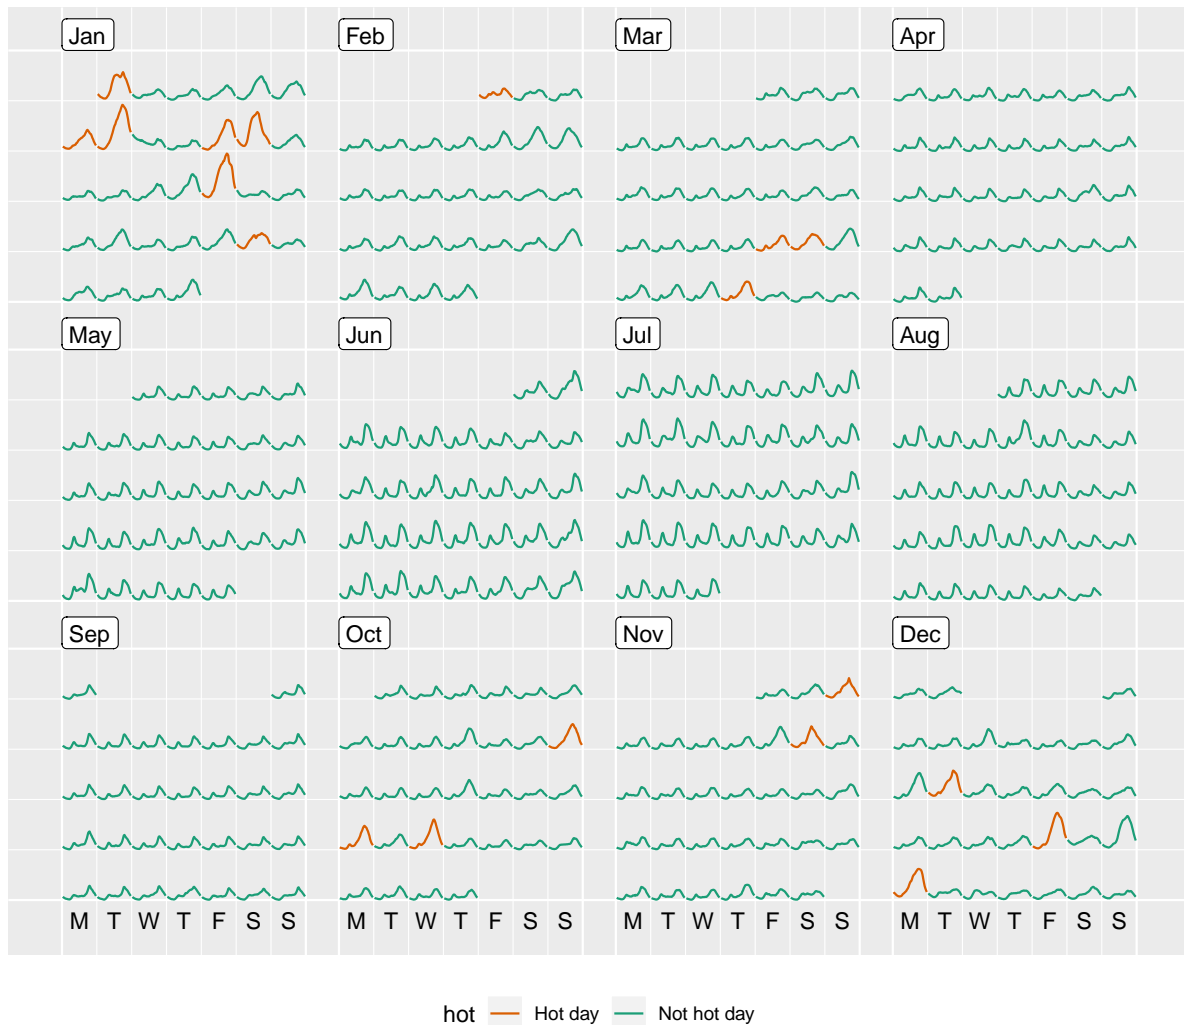 Jan Feb Mar Apr
May Jun Jul Aug
Sep Oct Nov Dec
M T W T F S S M T W T F S S M T W T F S S M T W T F S S
hot Hot day Not hot day